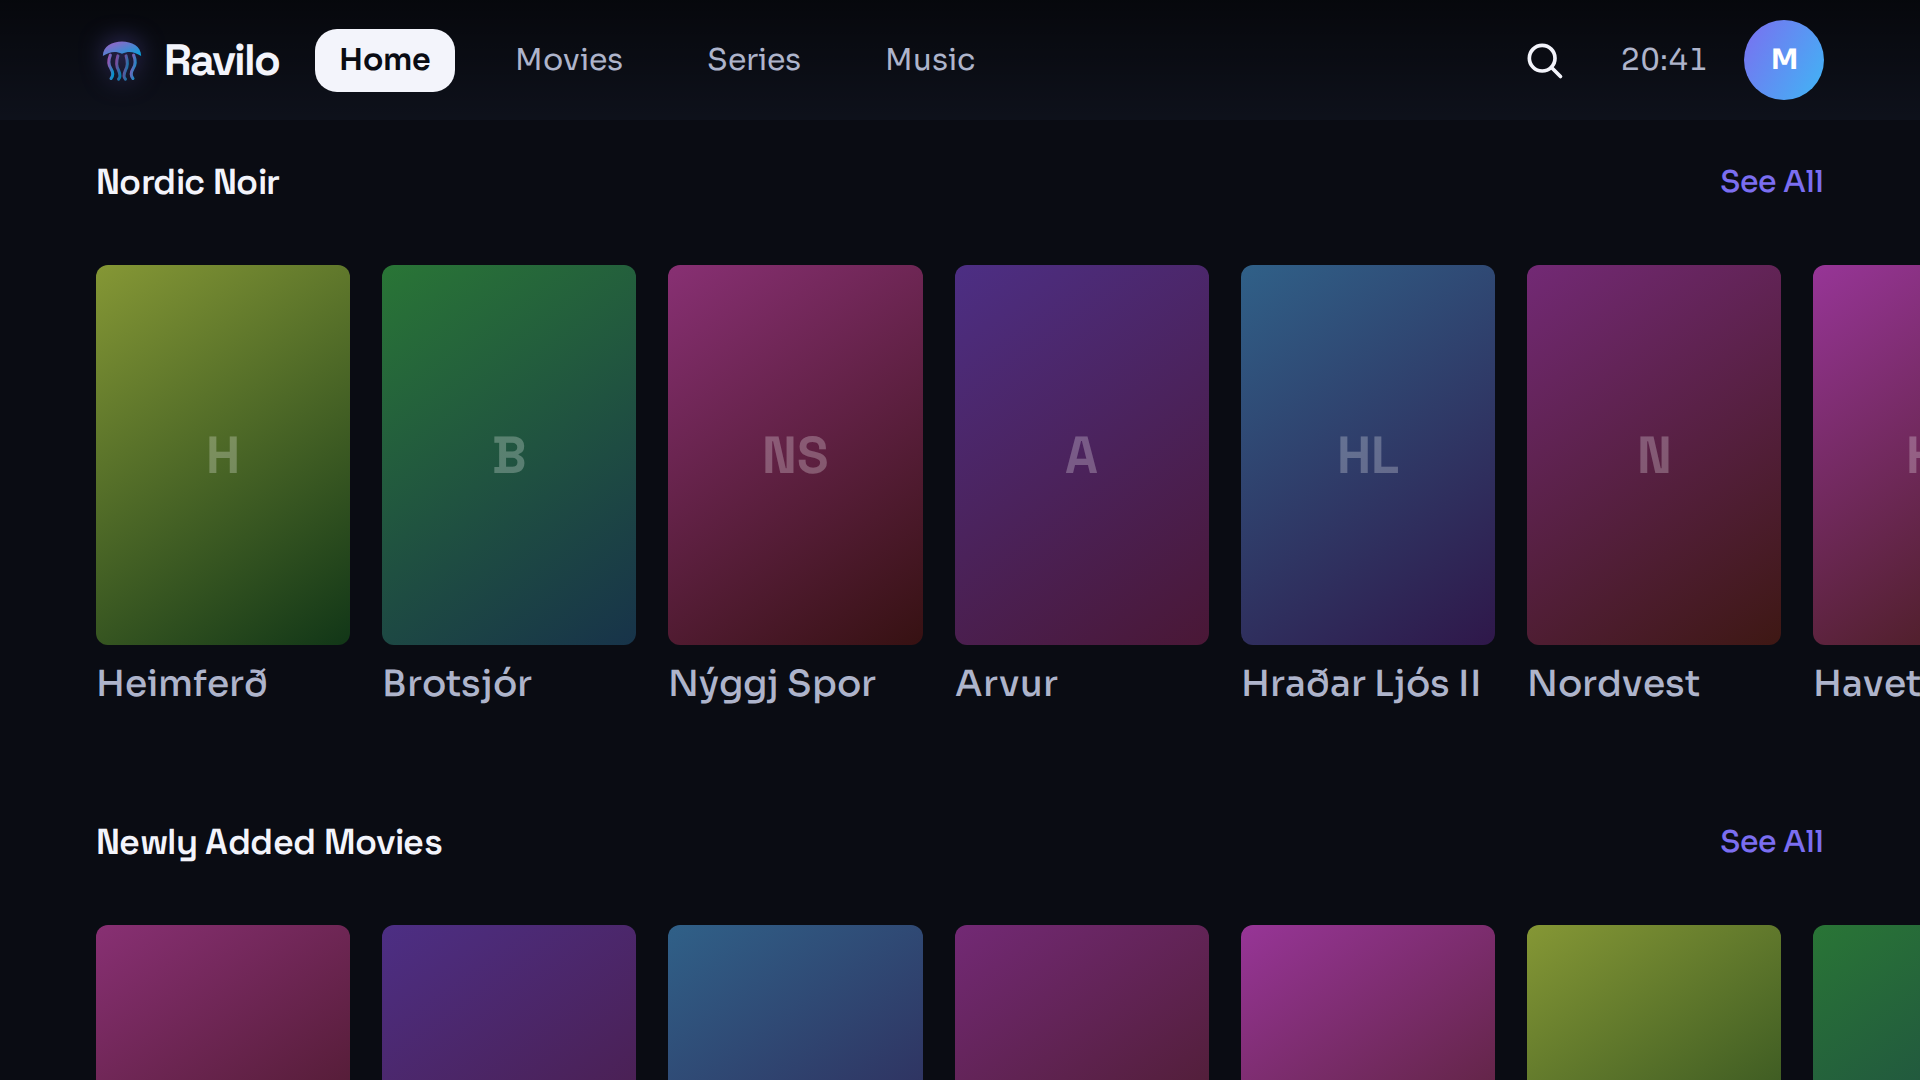 Ravilo
Home
Movies
Series
Music
20:41
M
Nordic Noir
See All
H
B
NS
A
HL
N
Heimferð
Brotsjór
Nýggj Spor
Arvur
Hraðar Ljós II
Nordvest
Havet
Newly Added Movies
See All